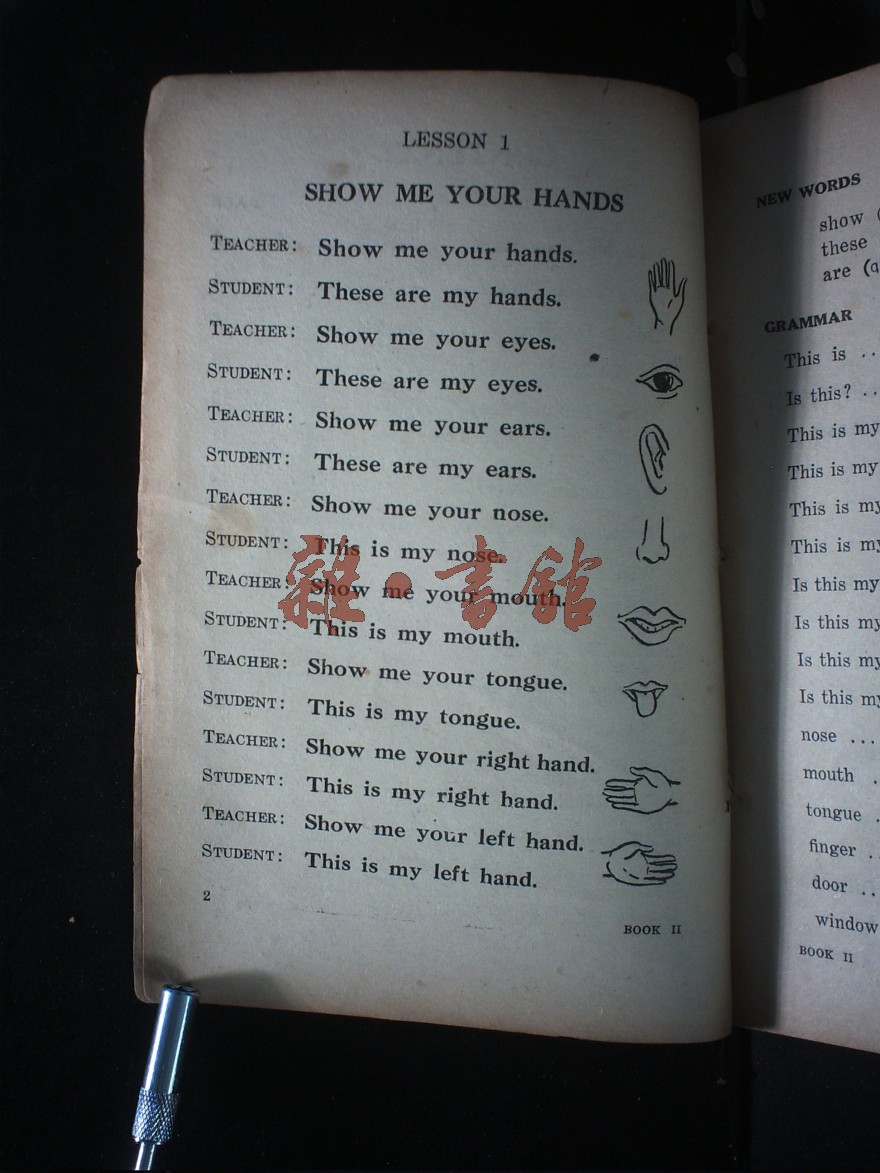 LESSON 1
SHOW ME YOUR HANDS
TEACHER: Show me your hands.
STUDENT: These are my hands.
TEACHER: Show me your eyes.
STUDENT: These are my eyes.
TEACHER: Show me your ears.
STUDENT: These are my ears.
TEACHER: Show me your nose.
STUDENT: This is my nose.
TEACHER: Show me your mouth.
STUDENT: This is my mouth.
TEACHER: Show me your tongue.
STUDENT: This is my tongue.
TEACHER: Show me your right hand.
STUDENT: This is my right hand.
TEACHER: Show me your left hand.
STUDENT: This is my left hand.
2
BOOK II
雜·書館
NEW WORDS
show (
these
are (a
GRAMMAR
This is ..
Is this? ..
This is my
This is my
This is my
This is my
Is this my
Is this my
Is this my
Is this my
nose ...
mouth .
tongue .
finger ..
door ..
window
BOOK II